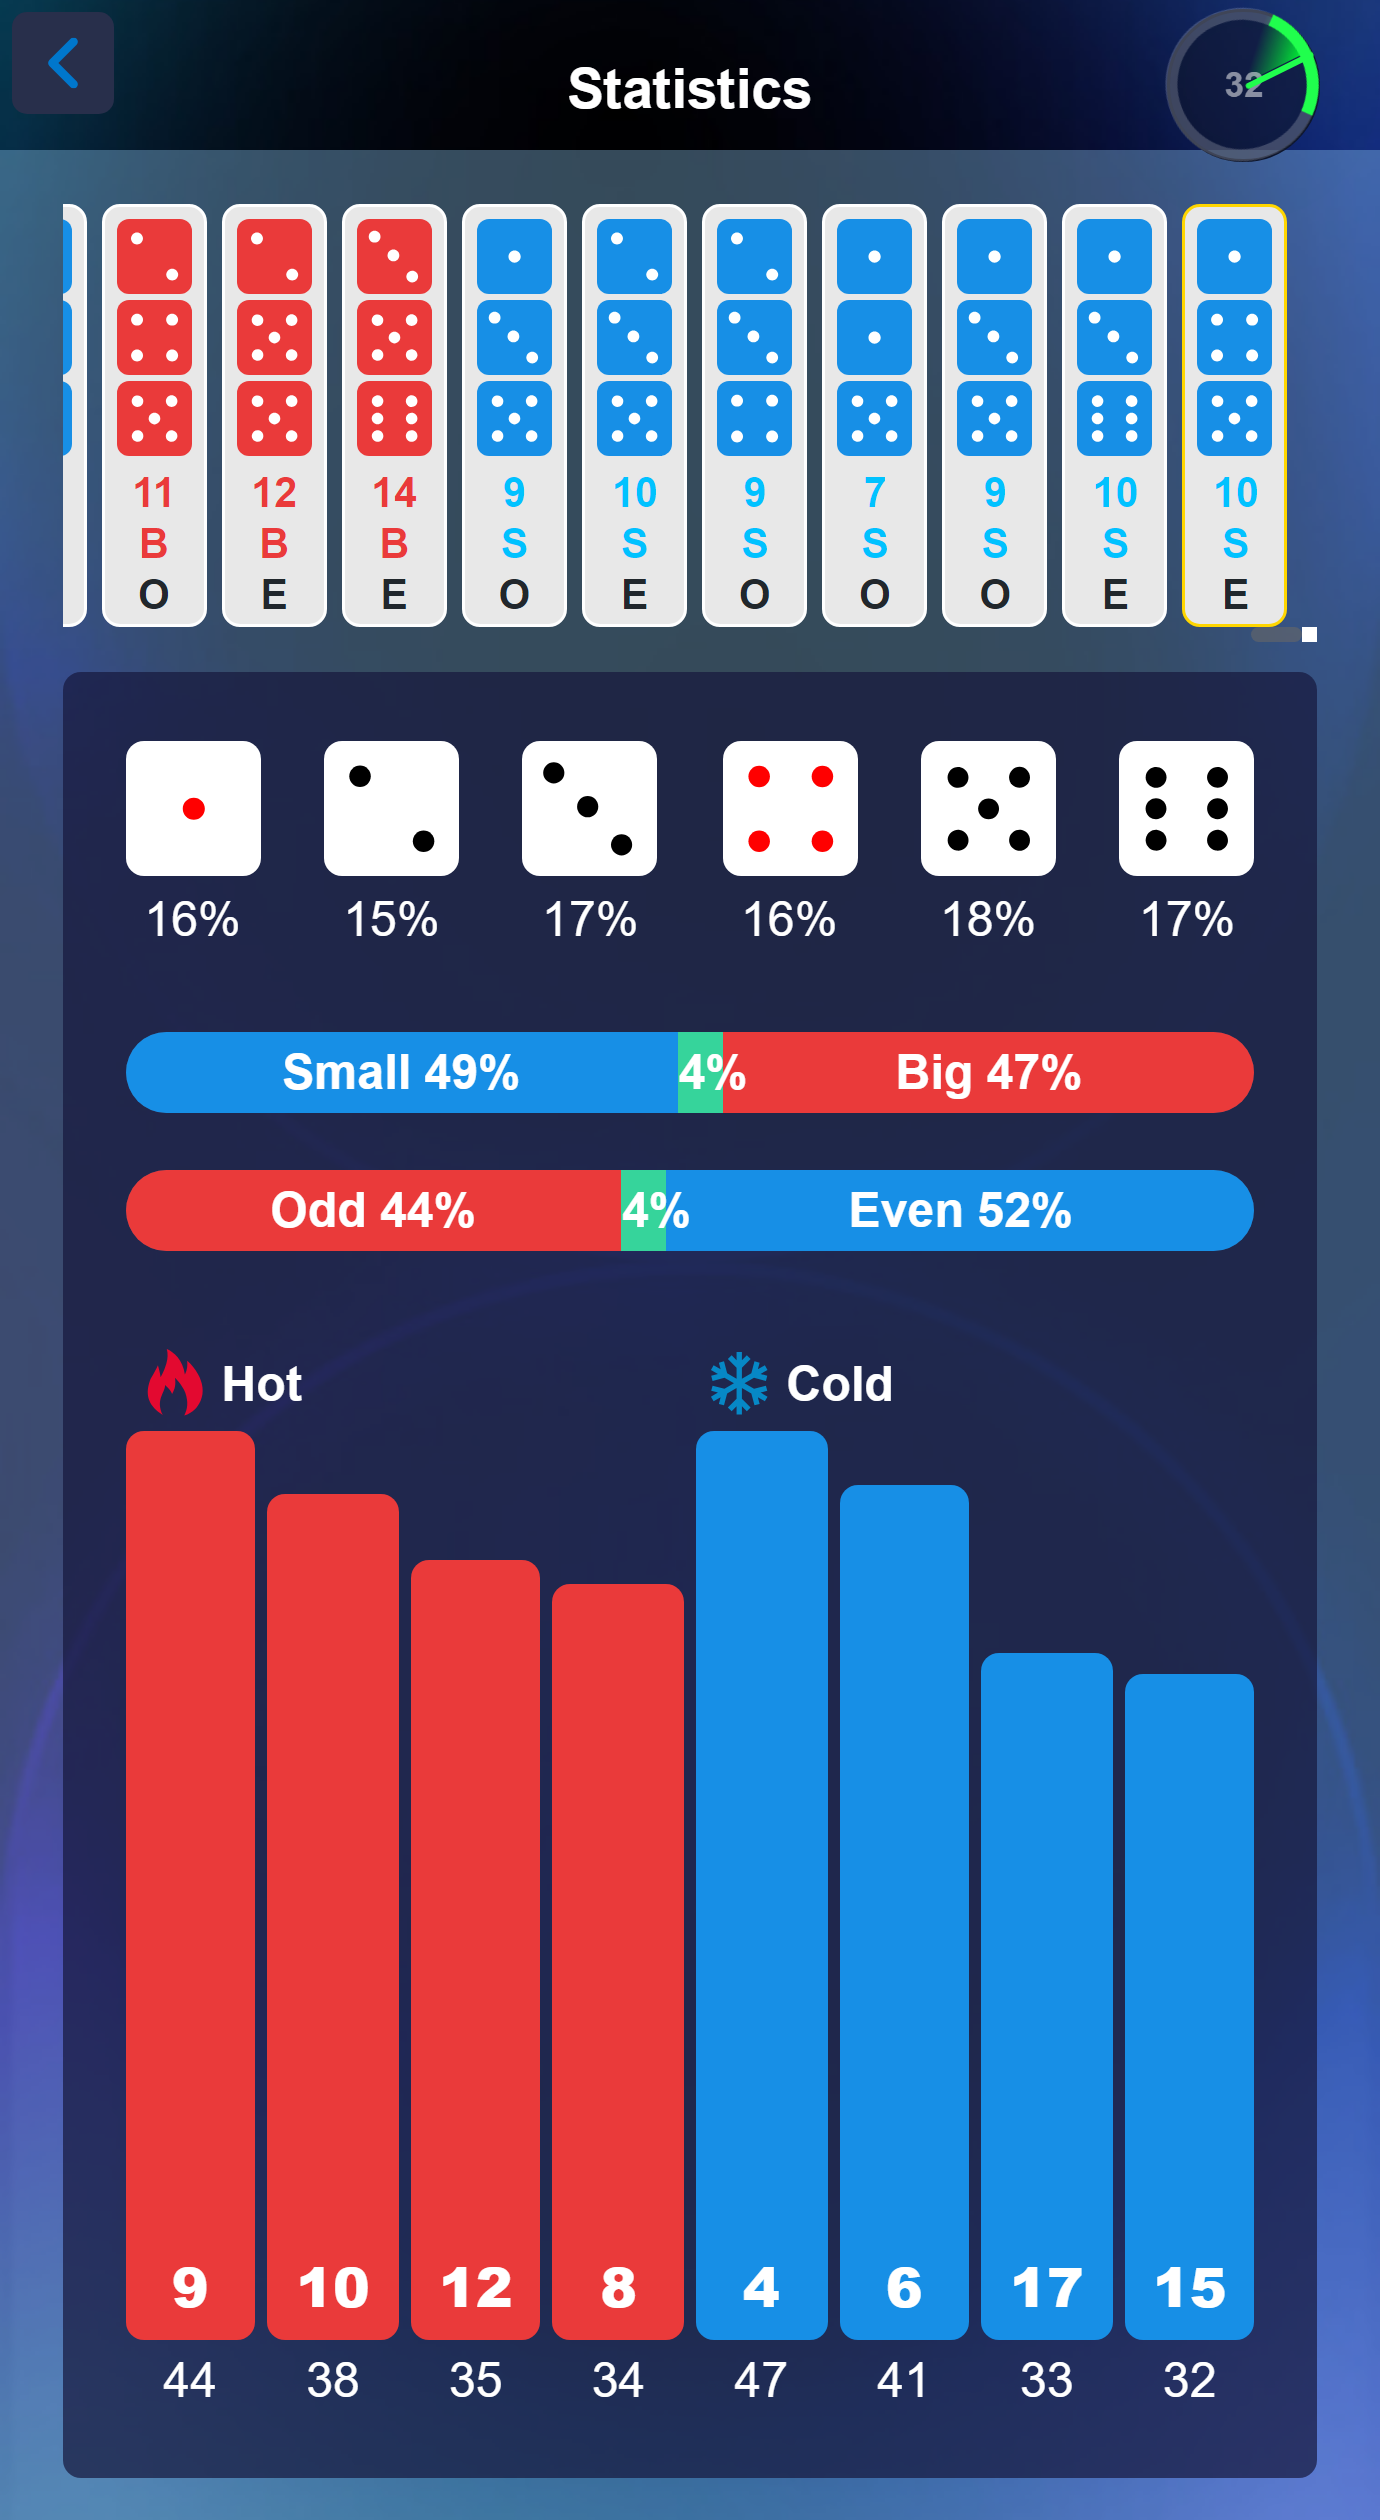 Statistics
32
11 12 14 9 10 9 7 9 10 10
B B B S S S S S S S
O E E O E O O O E E
16% 15% 17% 16% 18% 17%
Small 49% 4% Big 47%
Odd 44% 4% Even 52%
Hot Cold
9 10 12 8 4 6 17 15
44 38 35 34 47 41 33 32